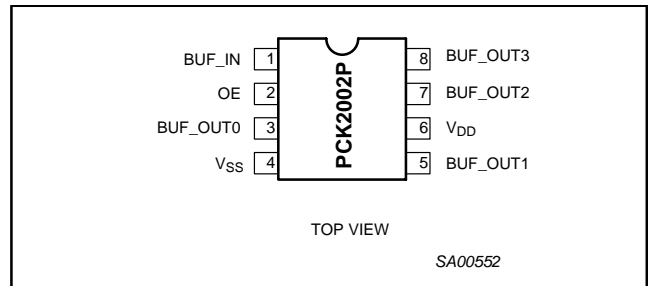 BUF_IN 1 8 BUF_OUT3
OE 2 7 BUF_OUT2
BUF_OUT0 3 6 VDD
VSS 4 5 BUF_OUT1
PCK2002P
TOP VIEW
SA00552